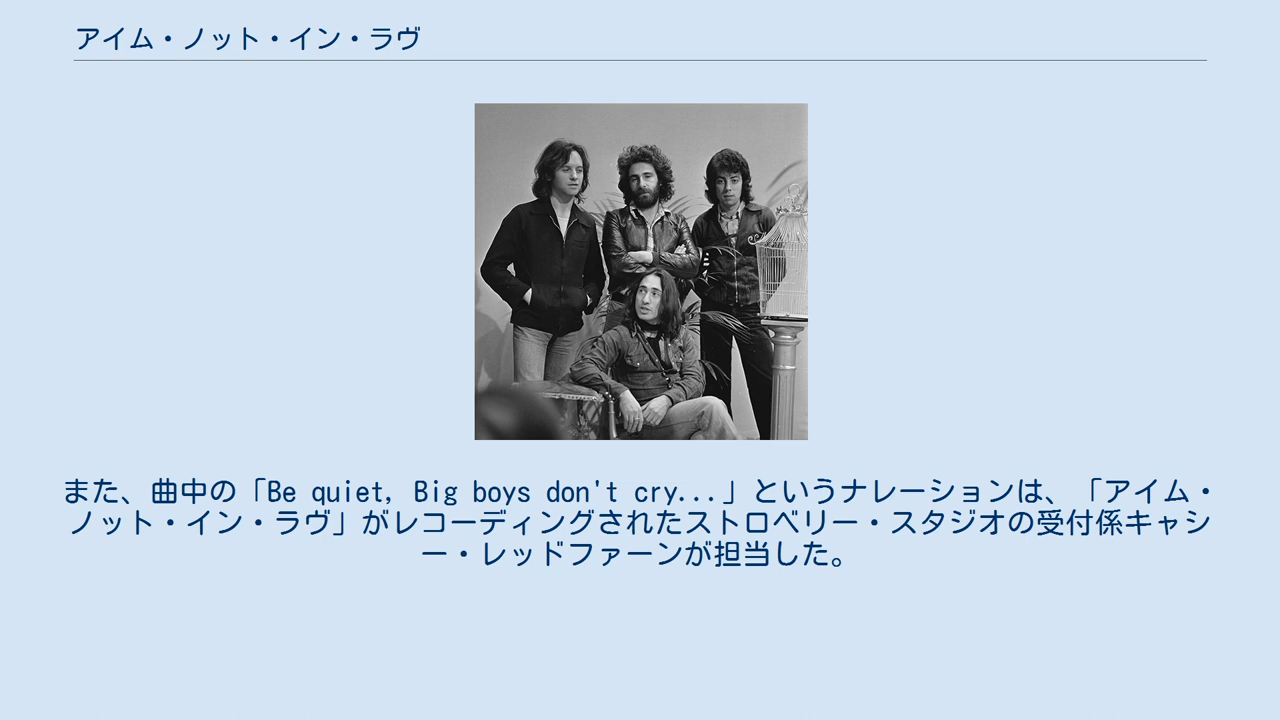 アイム・ノット・イン・ラヴ
また、曲中の「Be quiet, Big boys don't cry...」というナレーションは、「アイム・
ノット・イン・ラヴ」がレコーディングされたストロベリー・スタジオの受付係キャシ
ー・レッドファーンが担当した。